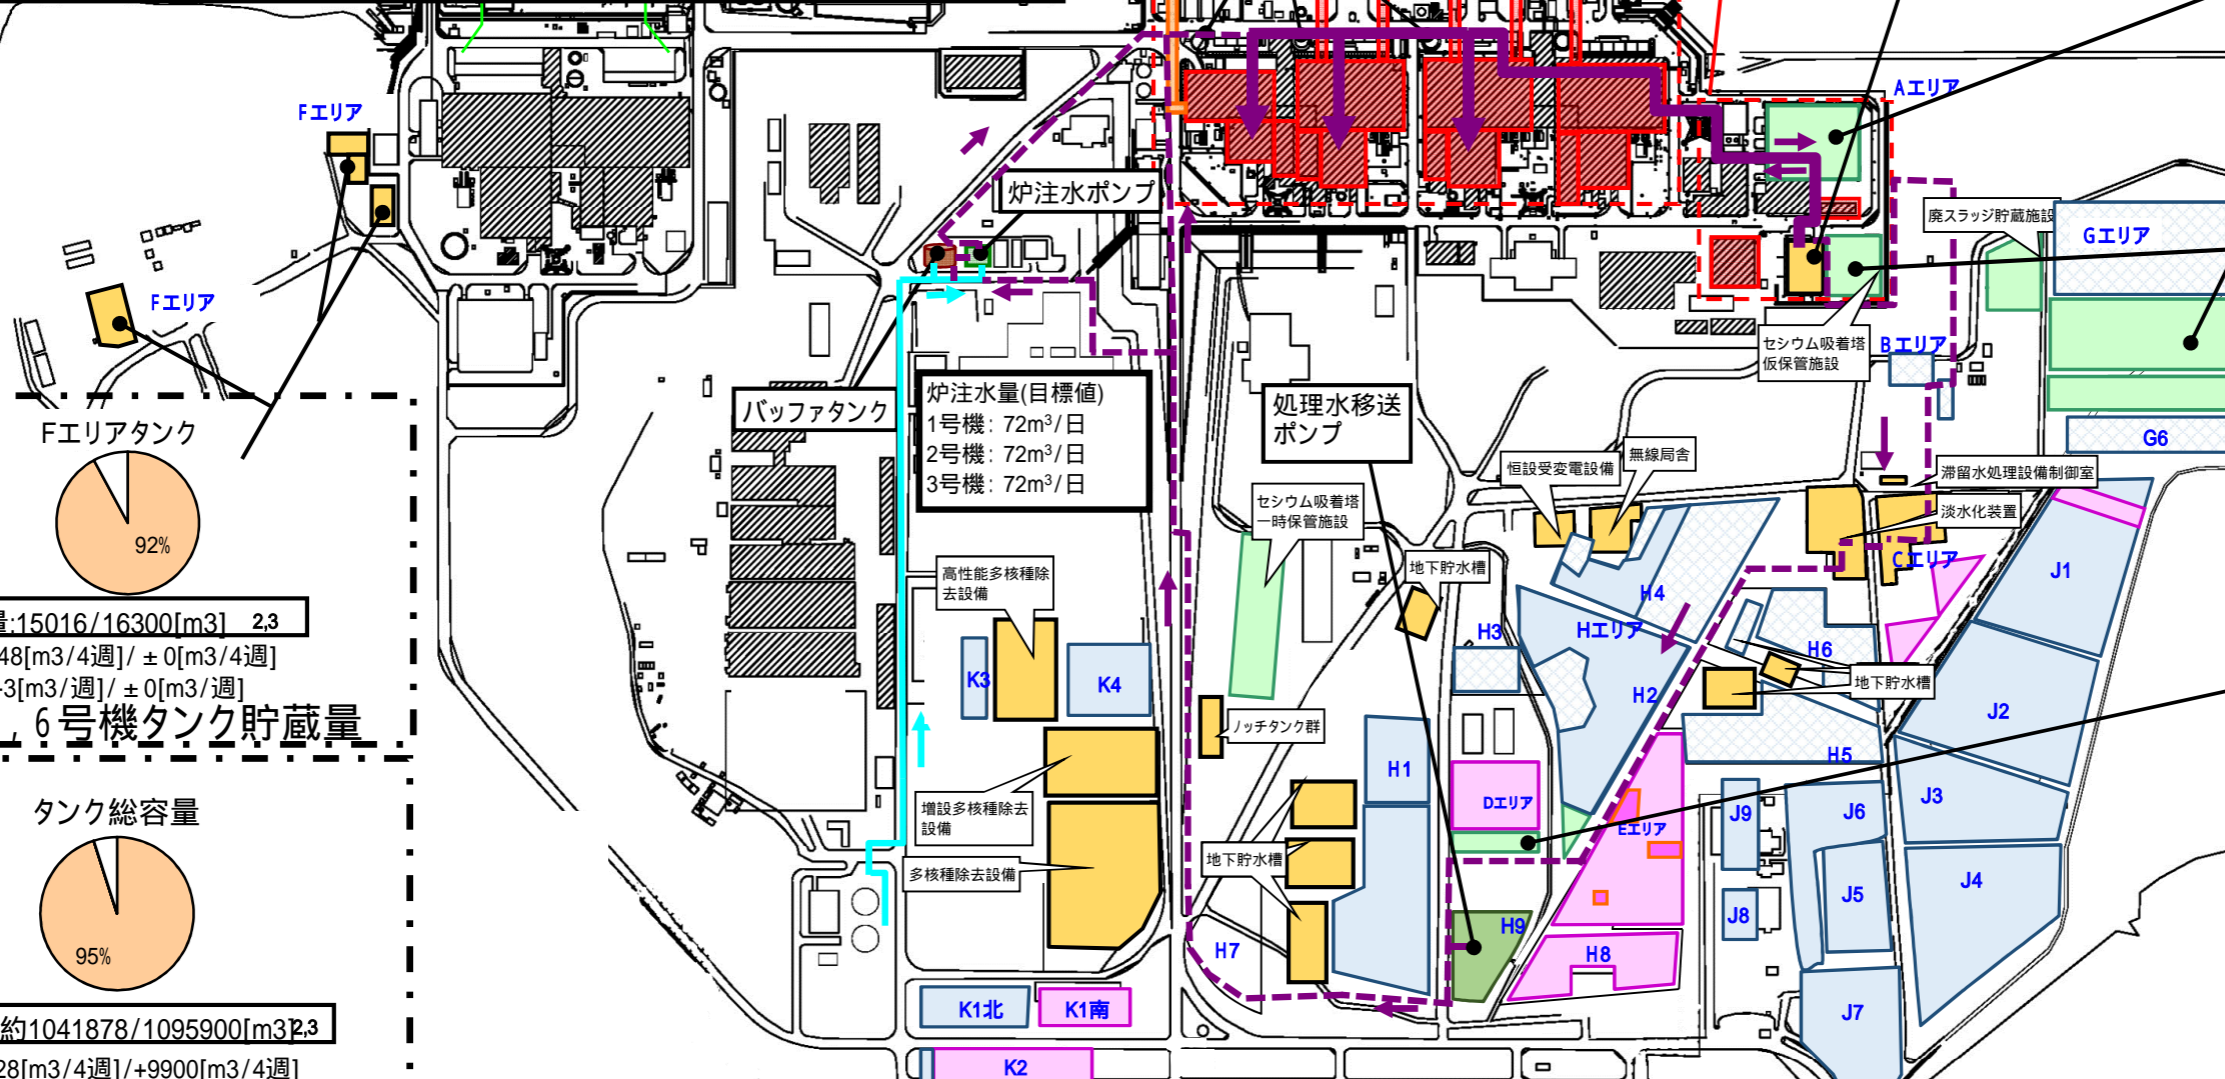 Aエリア
Fエリア
炉注水ポンプ
廃スラッジ貯蔵施設
Gエリア
Fエリア
セシウム吸着塔
仮保管施設
Bエリア
バッファタンク
炉注水量(目標値)
1号機: 72m³/日
2号機: 72m³/日
3号機: 72m³/日
処理水移送
ポンプ
G6
Fエリアタンク
92%
恒設受変電設備
無線局舎
滞留水処理設備制御室
淡水化装置
Cエリア
セシウム吸着塔
一時保管施設
地下貯水槽
高性能多核種除
去設備
J1
H4
H3
Hエリア
H6
量:15016/16300[m3] 2,3
48[m3/4週]/ ±0[m3/4週]
-3[m3/週]/ ±0[m3/週]
, 6号機タンク貯蔵量
K3
K4
H2
地下貯水槽
J2
ノッチタンク群
H5
H1
Dエリア
Eエリア
J9
J6
J3
増設多核種除去
設備
多核種除去設備
地下貯水槽
タンク総容量
95%
J8
J5
J4
H7
H9
H8
K1北
K1南
J7
約1041878/1095900[m3]2,3
28[m3/4週]/+9900[m3/4週]
K2